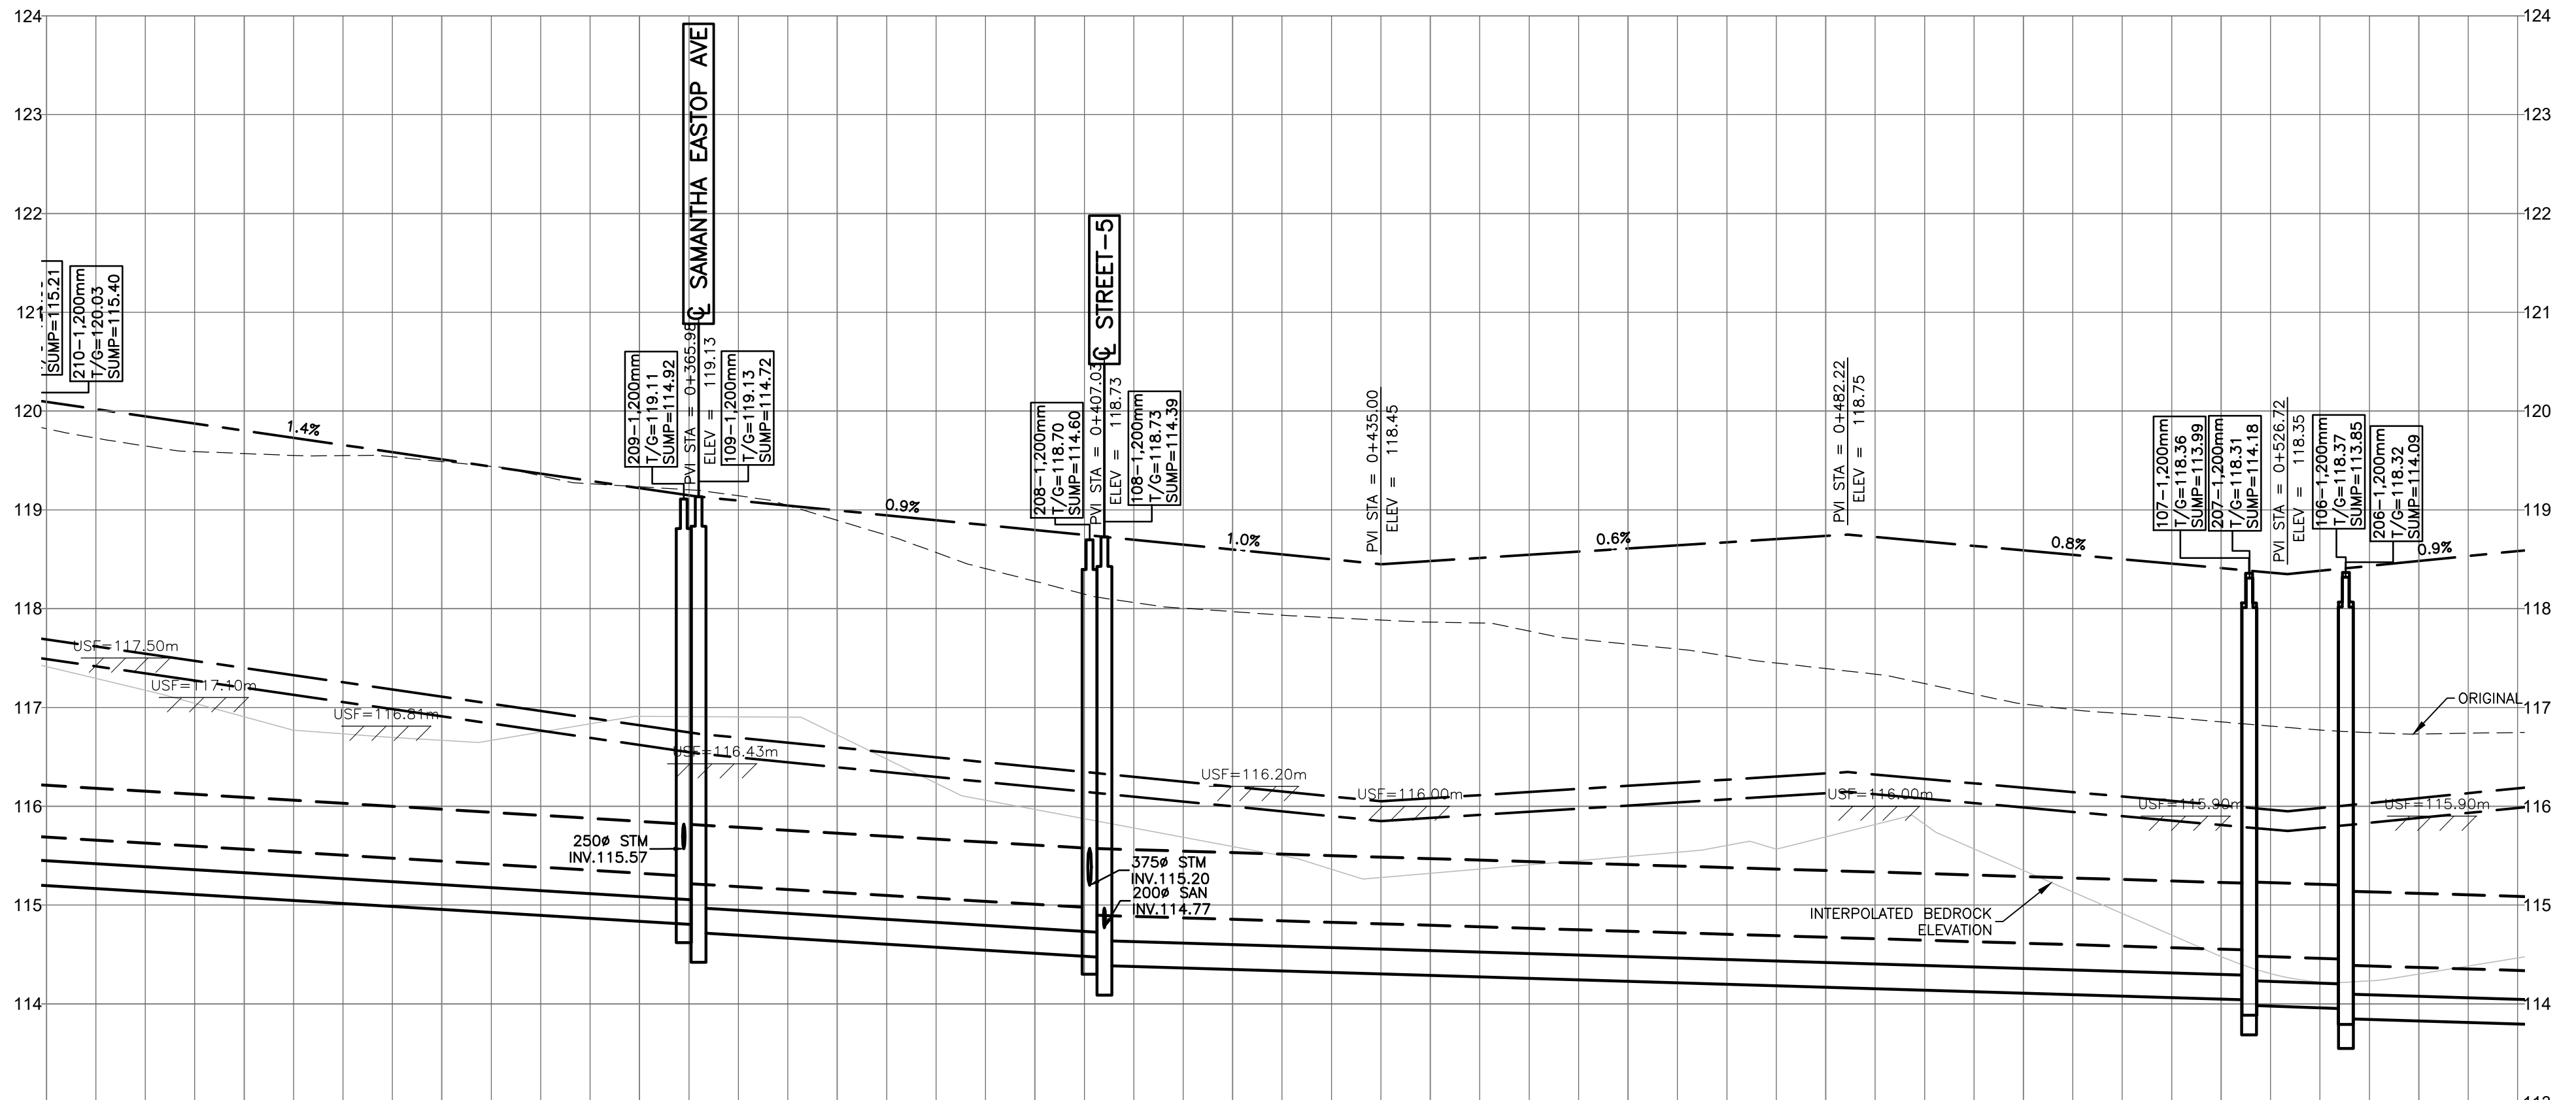 124
123
122
121
120
119
118
117
116
115
114
124
123
122
121
120
119
118
117
116
115
114
SUMP=115.21
210-1,200mm
T/G=120.03
SUMP=115.40
1.4%
℄ SAMANTHA EASTOP AVE
209-1,200mm
T/G=119.11
SUMP=114.92
PVI STA = 0+365.98
ELEV = 119.13
109-1,200mm
T/G=119.13
SUMP=114.72
0.9%
℄ STREET-5
208-1,200mm
T/G=118.70
SUMP=114.60
PVI STA = 0+407.03
ELEV = 118.73
108-1,200mm
T/G=118.73
SUMP=114.39
1.0%
PVI STA = 0+435.00
ELEV = 118.45
0.6%
PVI STA = 0+482.22
ELEV = 118.75
0.8%
107-1,200mm
T/G=118.36
SUMP=113.99
207-1,200mm
T/G=118.31
SUMP=114.18
PVI STA = 0+526.72
ELEV = 118.35
106-1,200mm
T/G=118.37
SUMP=113.85
206-1,200mm
T/G=118.32
SUMP=114.09
0.9%
USF=117.50m
USF=117.10m
USF=116.81m
USF=116.43m
USF=116.20m
USF=116.00m
USF=116.00m
USF=115.90m
USF=115.90m
ORIGINAL
250ø STM
INV.115.57
375ø STM
INV.115.20
200ø SAN
INV.114.77
INTERPOLATED BEDROCK
ELEVATION